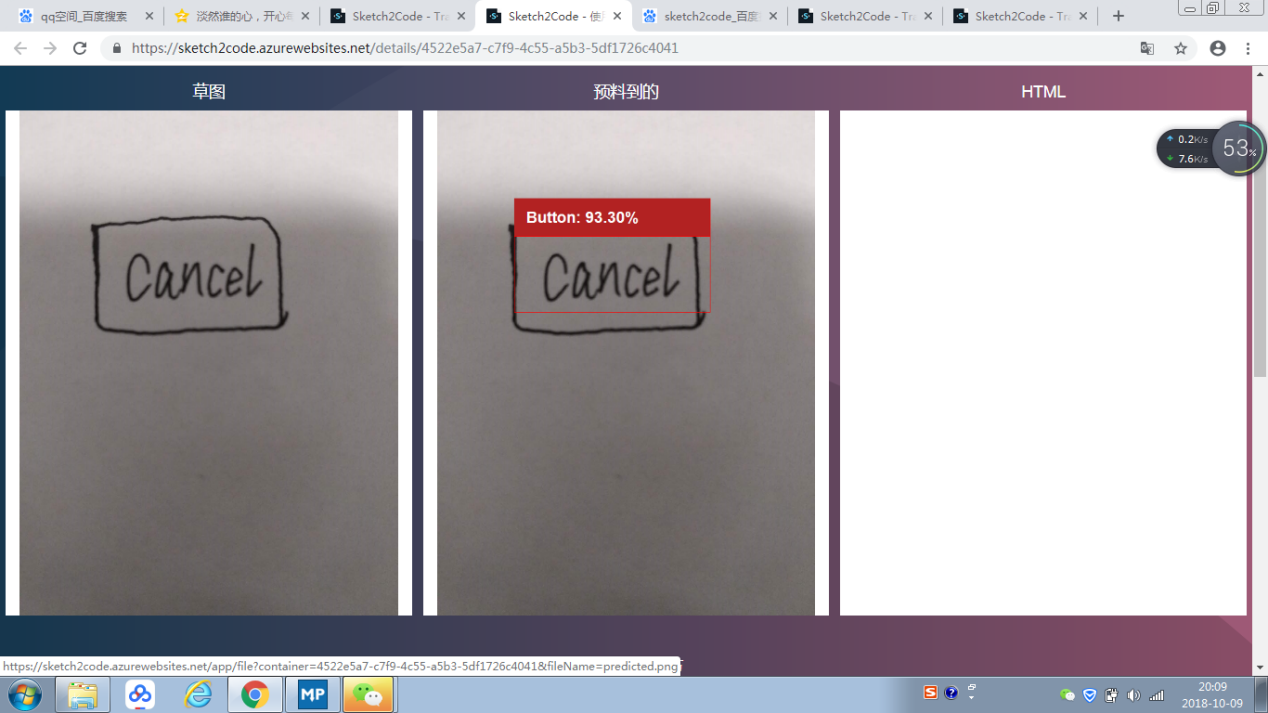 qq空间_百度搜索
淡然谁的心，开心
Sketch2Code - Tra
Sketch2Code - 使
sketch2code_百度
Sketch2Code - Tra
Sketch2Code - Tra
https://sketch2code.azurewebsites.net/details/4522e5a7-c7f9-4c55-a5b3-5df1726c4041
草图
预料到的
HTML
0.2K/s
7.6K/s
53%
Button: 93.30%
Cancel
Cancel
https://sketch2code.azurewebsites.net/app/file?container=4522e5a7-c7f9-4c55-a5b3-5df1726c4041&fileName=predicted.png
MP
S
20:09
2018-10-09